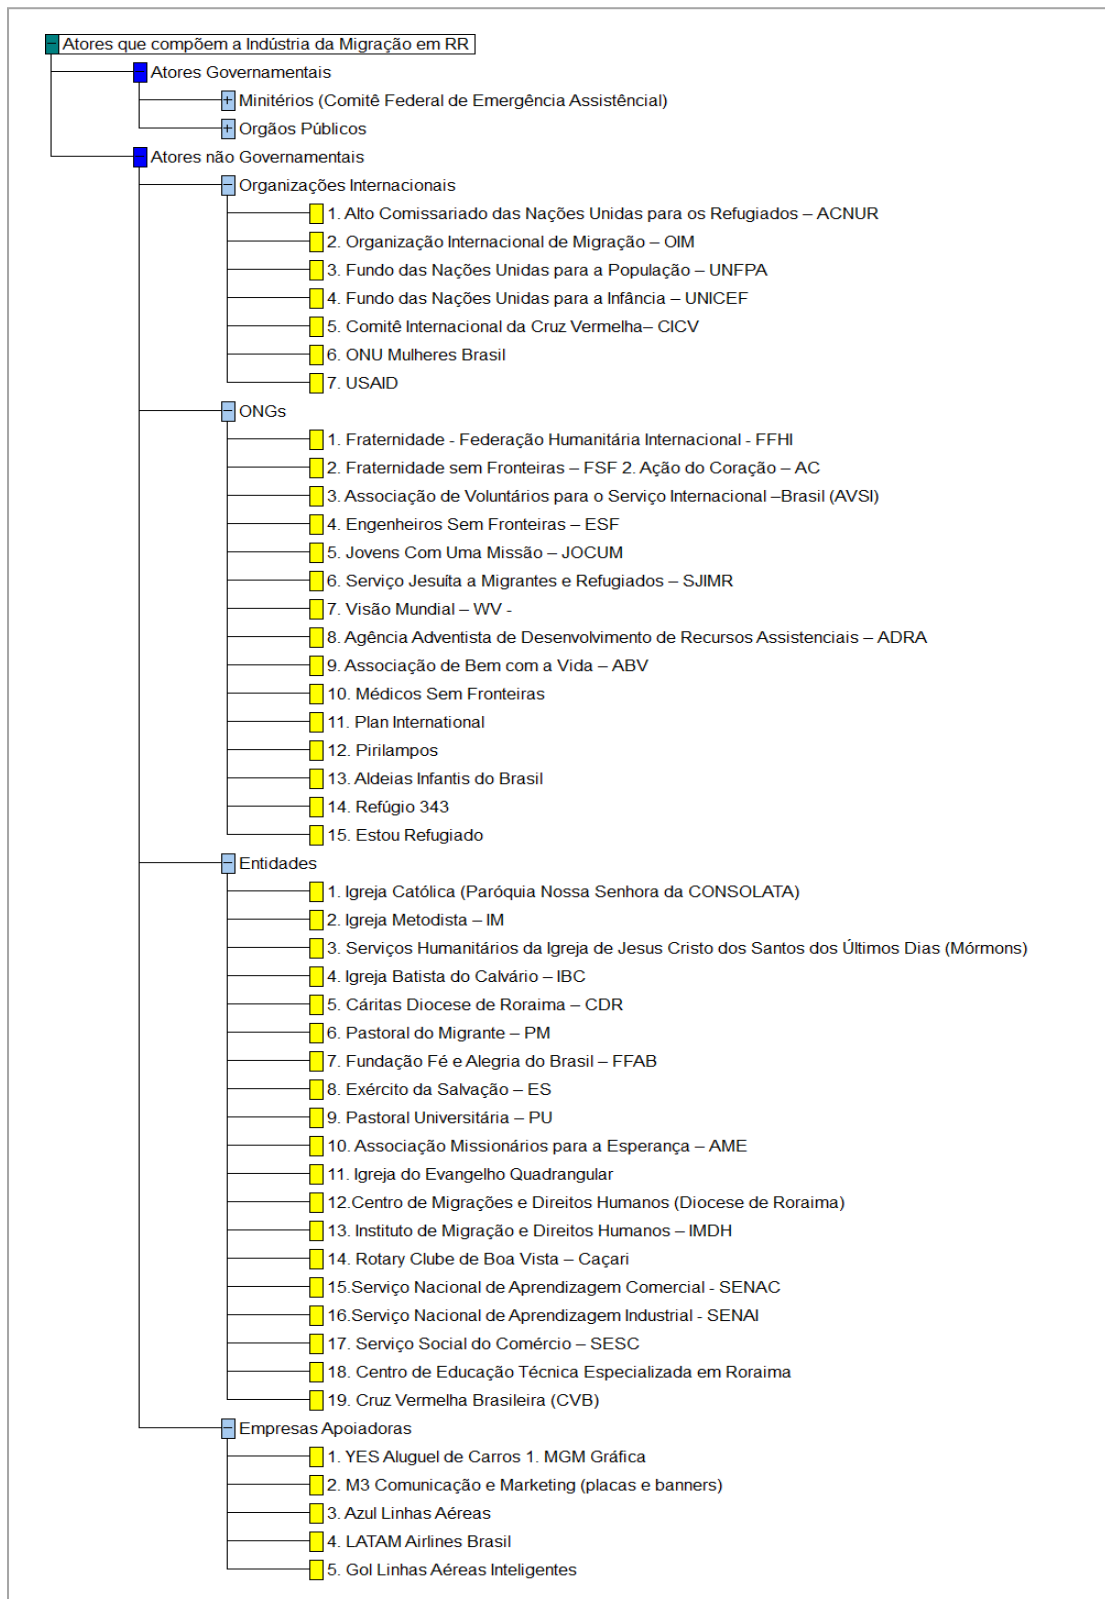 Atores que compõem a Indústria da Migração em RR
Atores Governamentais
Minitérios (Comitê Federal de Emergência Assistêncial)
Orgãos Públicos
Atores não Governamentais
Organizações Internacionais
1. Alto Comissariado das Nações Unidas para os Refugiados – ACNUR
2. Organização Internacional de Migração – OIM
3. Fundo das Nações Unidas para a População – UNFPA
4. Fundo das Nações Unidas para a Infância – UNICEF
5. Comitê Internacional da Cruz Vermelha– CICV
6. ONU Mulheres Brasil
7. USAID
ONGs
1. Fraternidade - Federação Humanitária Internacional - FFHI
2. Fraternidade sem Fronteiras – FSF 2. Ação do Coração – AC
3. Associação de Voluntários para o Serviço Internacional –Brasil (AVSI)
4. Engenheiros Sem Fronteiras – ESF
5. Jovens Com Uma Missão – JOCUM
6. Serviço Jesuíta a Migrantes e Refugiados – SJIMR
7. Visão Mundial – WV -
8. Agência Adventista de Desenvolvimento de Recursos Assistenciais – ADRA
9. Associação de Bem com a Vida – ABV
10. Médicos Sem Fronteiras
11. Plan International
12. Pirilampos
13. Aldeias Infantis do Brasil
14. Refúgio 343
15. Estou Refugiado
Entidades
1. Igreja Católica (Paróquia Nossa Senhora da CONSOLATA)
2. Igreja Metodista – IM
3. Serviços Humanitários da Igreja de Jesus Cristo dos Santos dos Últimos Dias (Mórmons)
4. Igreja Batista do Calvário – IBC
5. Cáritas Diocese de Roraima – CDR
6. Pastoral do Migrante – PM
7. Fundação Fé e Alegria do Brasil – FFAB
8. Exército da Salvação – ES
9. Pastoral Universitária – PU
10. Associação Missionários para a Esperança – AME
11. Igreja do Evangelho Quadrangular
12.Centro de Migrações e Direitos Humanos (Diocese de Roraima)
13. Instituto de Migração e Direitos Humanos – IMDH
14. Rotary Clube de Boa Vista – Caçari
15.Serviço Nacional de Aprendizagem Comercial - SENAC
16.Serviço Nacional de Aprendizagem Industrial - SENAI
17. Serviço Social do Comércio – SESC
18. Centro de Educação Técnica Especializada em Roraima
19. Cruz Vermelha Brasileira (CVB)
Empresas Apoiadoras
1. YES Aluguel de Carros 1. MGM Gráfica
2. M3 Comunicação e Marketing (placas e banners)
3. Azul Linhas Aéreas
4. LATAM Airlines Brasil
5. Gol Linhas Aéreas Inteligentes